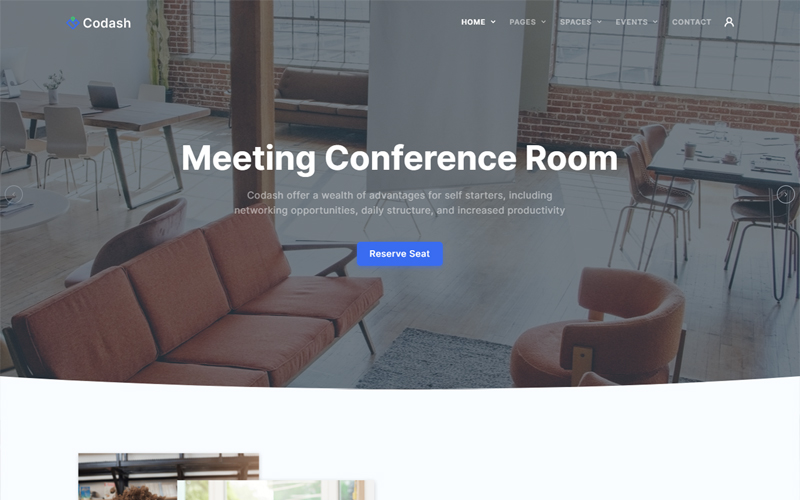 Codash
HOME
PAGES
SPACES
EVENTS
CONTACT
Meeting Conference Room
Codash offer a wealth of advantages for self starters, including
networking opportunities, daily structure, and increased productivity
Reserve Seat